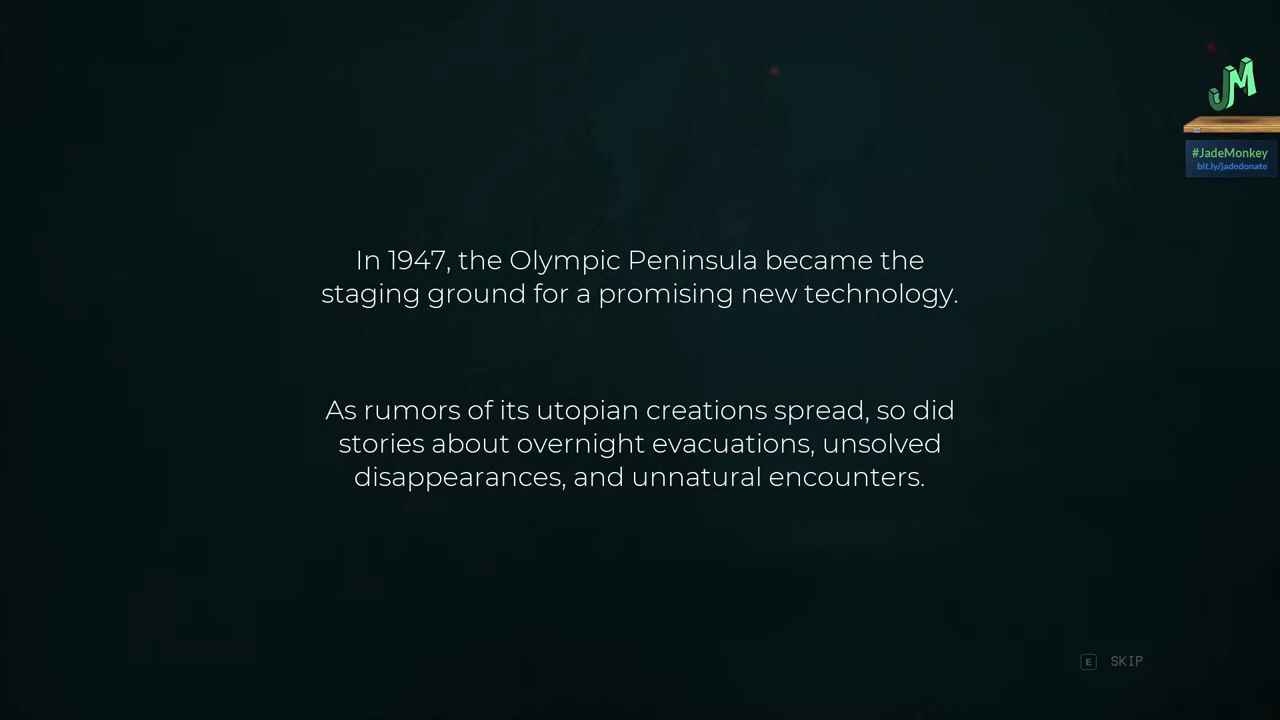 JM
#JadeMonkey
bit.ly/jadedonate
In 1947, the Olympic Peninsula became the
staging ground for a promising new technology.
As rumors of its utopian creations spread, so did
stories about overnight evacuations, unsolved
disappearances, and unnatural encounters.
E SKIP